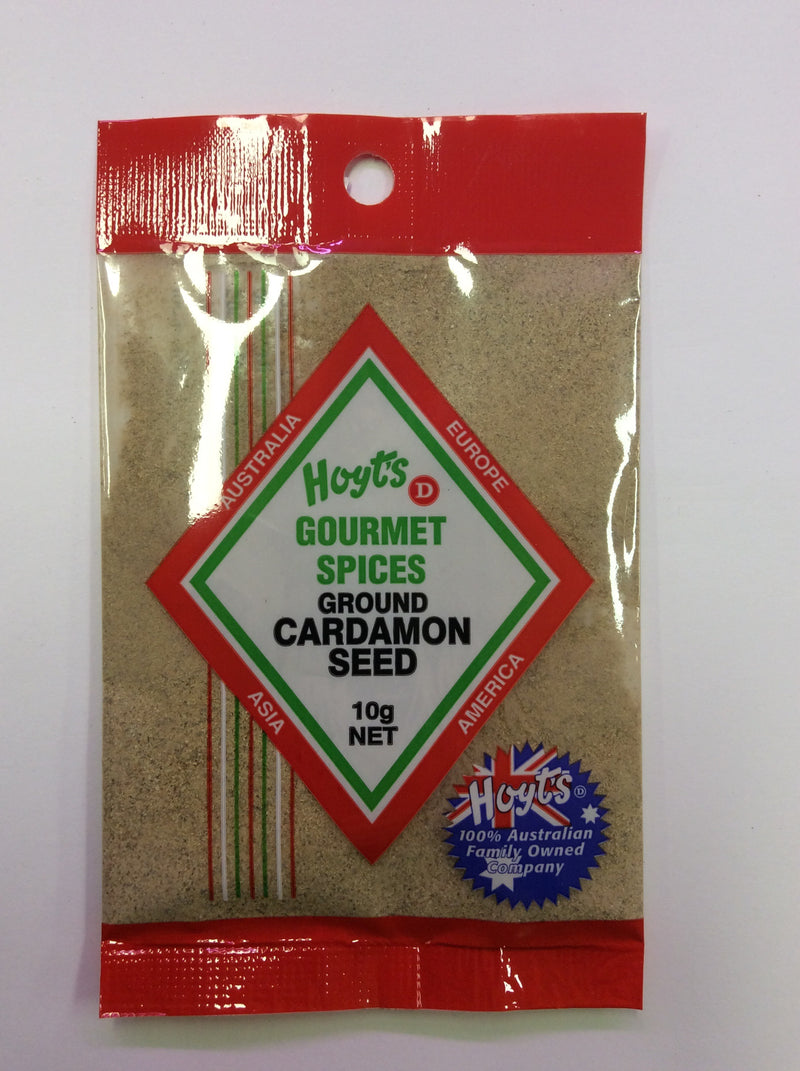 AUSTRALIA
EUROPE
Hoyt's D
GOURMET
SPICES
GROUND
CARDAMON
SEED
10g
NET
ASIA
AMERICA
Hoyt's D
100% Australian
Family Owned
Company